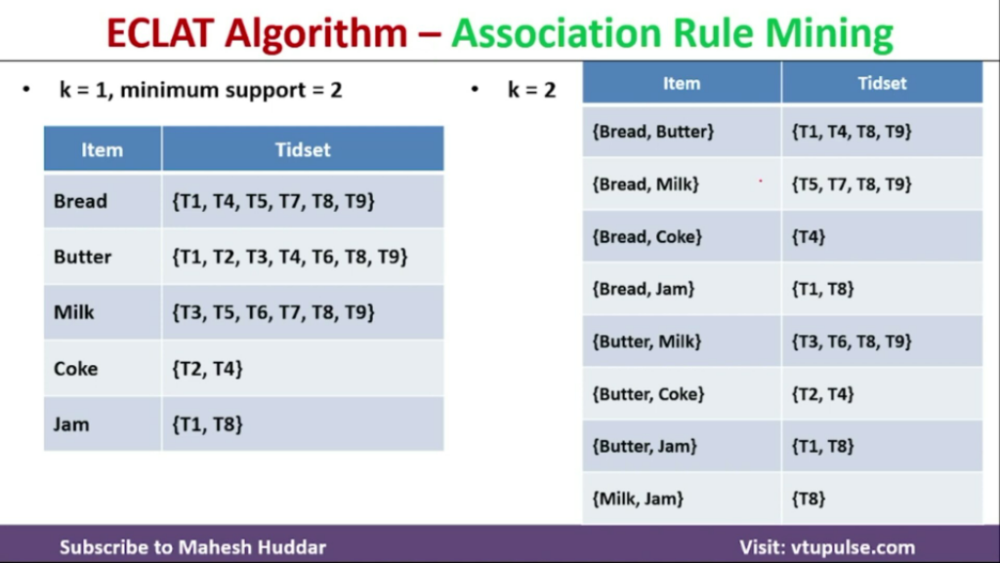 ECLAT Algorithm – Association Rule Mining
• k = 1, minimum support = 2
Item Tidset
Bread {T1, T4, T5, T7, T8, T9}
Butter {T1, T2, T3, T4, T6, T8, T9}
Milk {T3, T5, T6, T7, T8, T9}
Coke {T2, T4}
Jam {T1, T8}
• k = 2
Item Tidset
{Bread, Butter} {T1, T4, T8, T9}
{Bread, Milk} {T5, T7, T8, T9}
{Bread, Coke} {T4}
{Bread, Jam} {T1, T8}
{Butter, Milk} {T3, T6, T8, T9}
{Butter, Coke} {T2, T4}
{Butter, Jam} {T1, T8}
{Milk, Jam} {T8}
Subscribe to Mahesh Huddar Visit: vtupulse.com